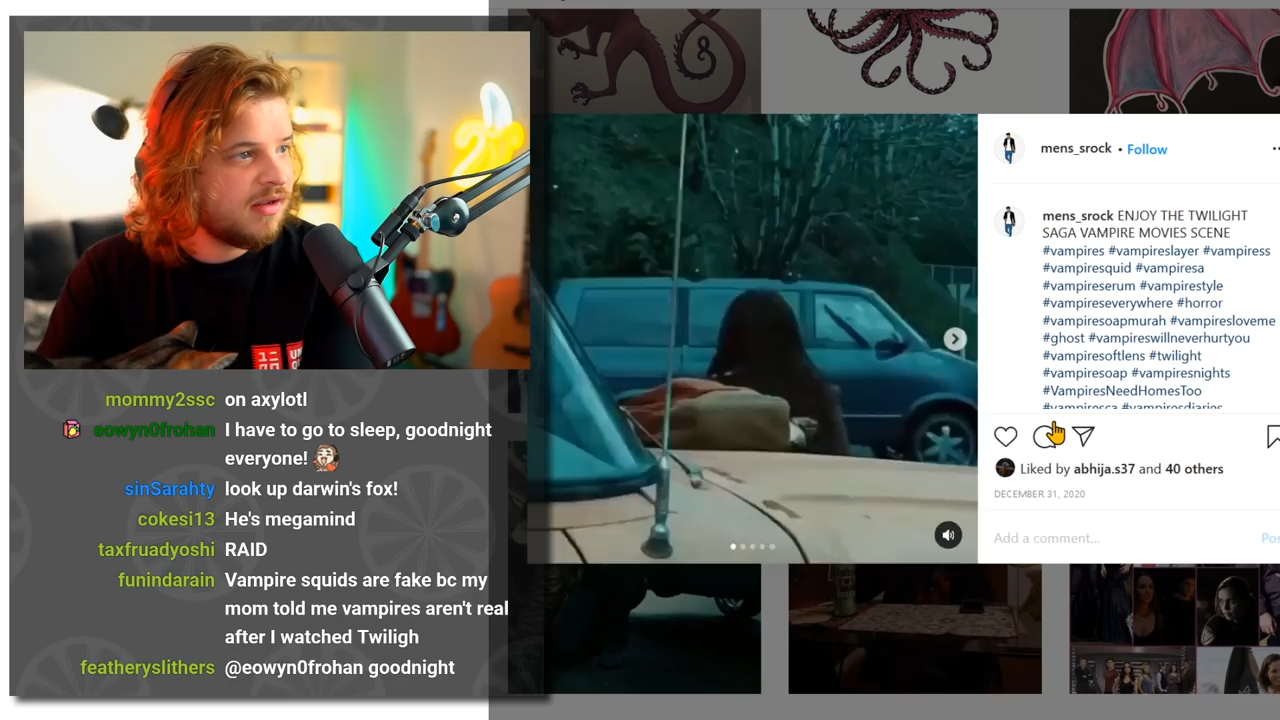 mommy2ssc on axylotl
eowyn0frohan I have to go to sleep, goodnight
everyone!
sinSarahty look up darwin's fox!
cokesi13 He's megamind
taxfruadyoshi RAID
funindarain Vampire squids are fake bc my
mom told me vampires aren't real
after I watched Twiligh
featheryslithers @eowyn0frohan goodnight
mens_srock • Follow
mens_srock ENJOY THE TWILIGHT
SAGA VAMPIRE MOVIES SCENE
#vampires #vampireslayer #vampiress
#vampiresquid #vampiresa
#vampireserum #vampirestyle
#vampireseverywhere #horror
#vampiresoapmurah #vampiresloveme
#ghost #vampireswillneverhurtyou
#vampiresoftlens #twilight
#vampiresoap #vampiresnights
#VampiresNeedHomesToo
#vampiresca #vampiresdiaries
Liked by abhija.s37 and 40 others
DECEMBER 31, 2020
Add a comment...